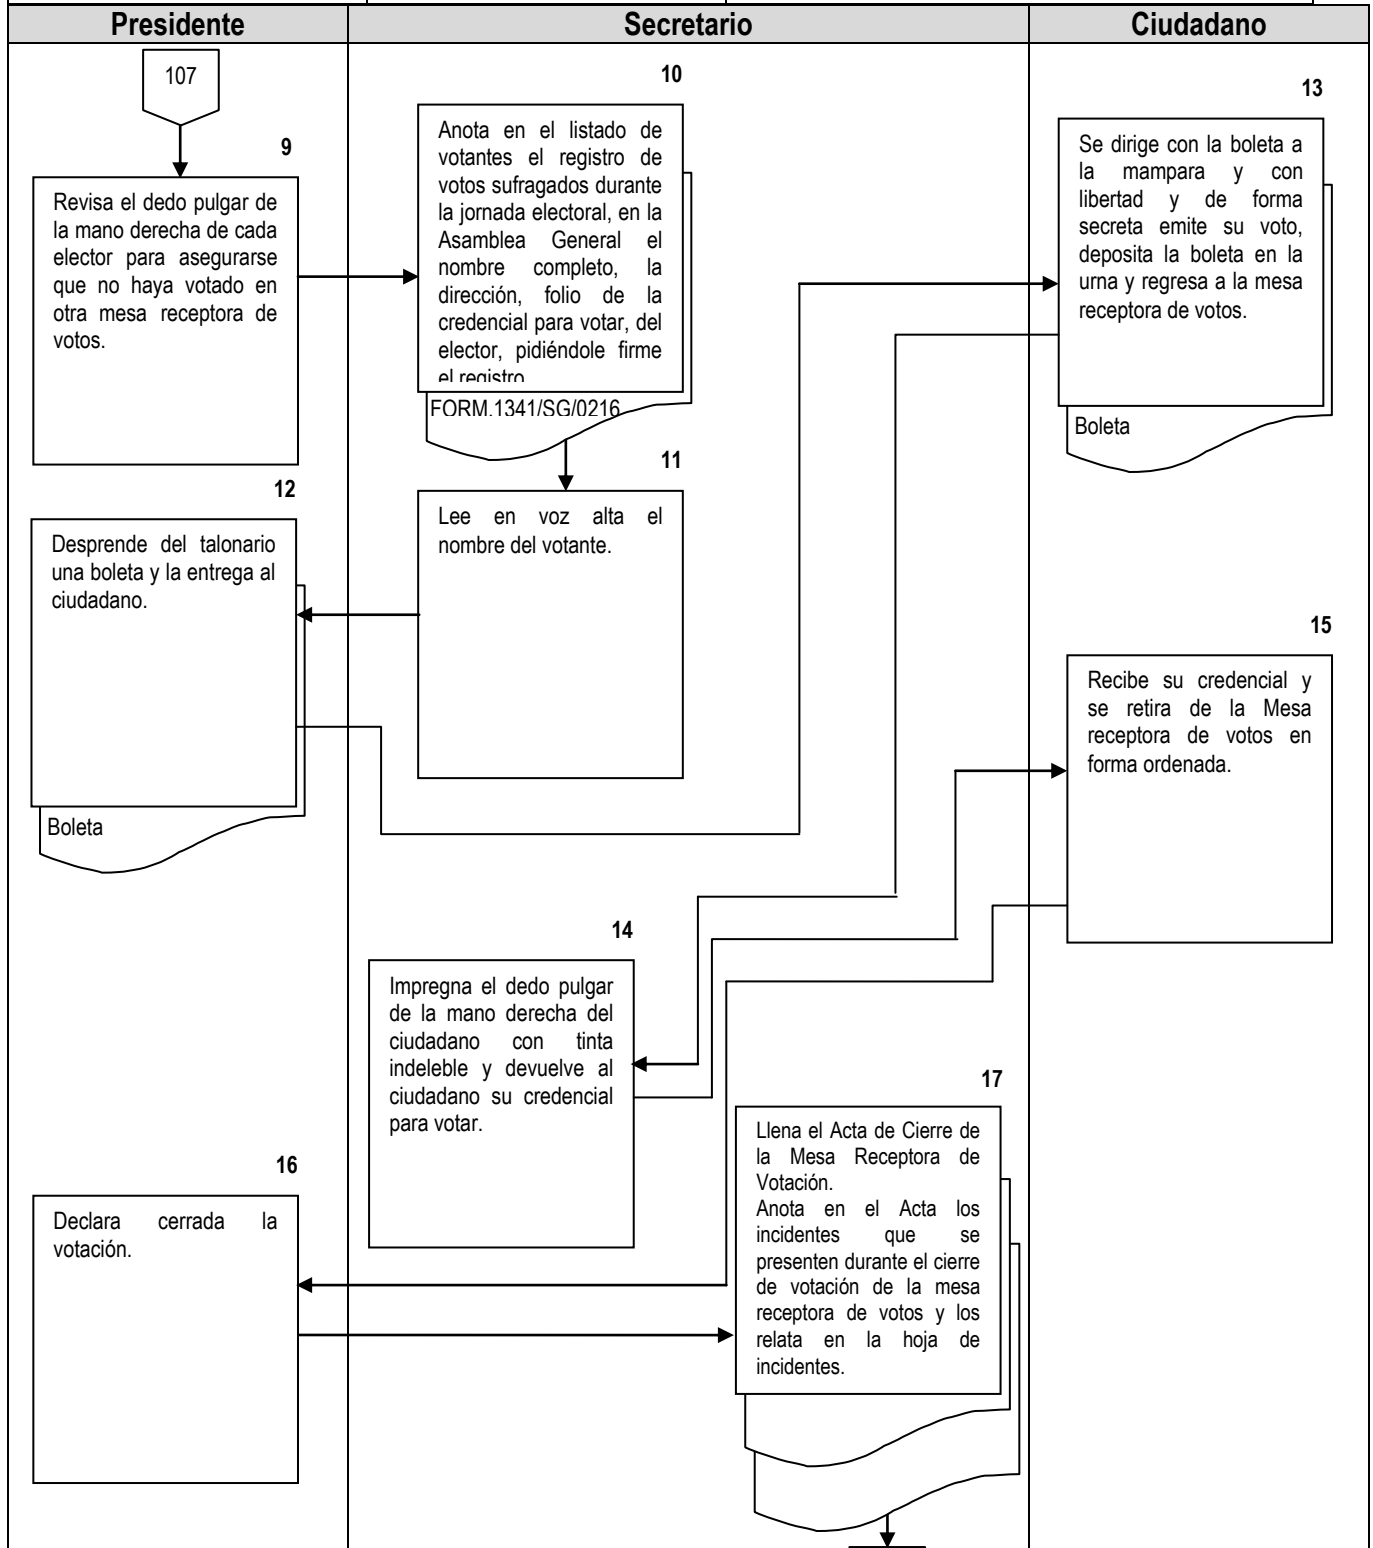 Presidente
Secretario
Ciudadano
107
9
Revisa el dedo pulgar de
la mano derecha de cada
elector para asegurarse
que no haya votado en
otra mesa receptora de
votos.
10
Anota en el listado de
votantes el registro de
votos sufragados durante
la jornada electoral, en la
Asamblea General el
nombre completo, la
dirección, folio de la
credencial para votar, del
elector, pidiéndole firme
el registro
FORM.1341/SG/0216
11
Lee en voz alta el
nombre del votante.
12
Desprende del talonario
una boleta y la entrega al
ciudadano.
Boleta
13
Se dirige con la boleta a
la mampara y con
libertad y de forma
secreta emite su voto,
deposita la boleta en la
urna y regresa a la mesa
receptora de votos.
Boleta
14
Impregna el dedo pulgar
de la mano derecha del
ciudadano con tinta
indeleble y devuelve al
ciudadano su credencial
para votar.
15
Recibe su credencial y
se retira de la Mesa
receptora de votos en
forma ordenada.
16
Declara cerrada la
votación.
17
Llena el Acta de Cierre de
la Mesa Receptora de
Votación.
Anota en el Acta los
incidentes que se
presenten durante el cierre
de votación de la mesa
receptora de votos y los
relata en la hoja de
incidentes.